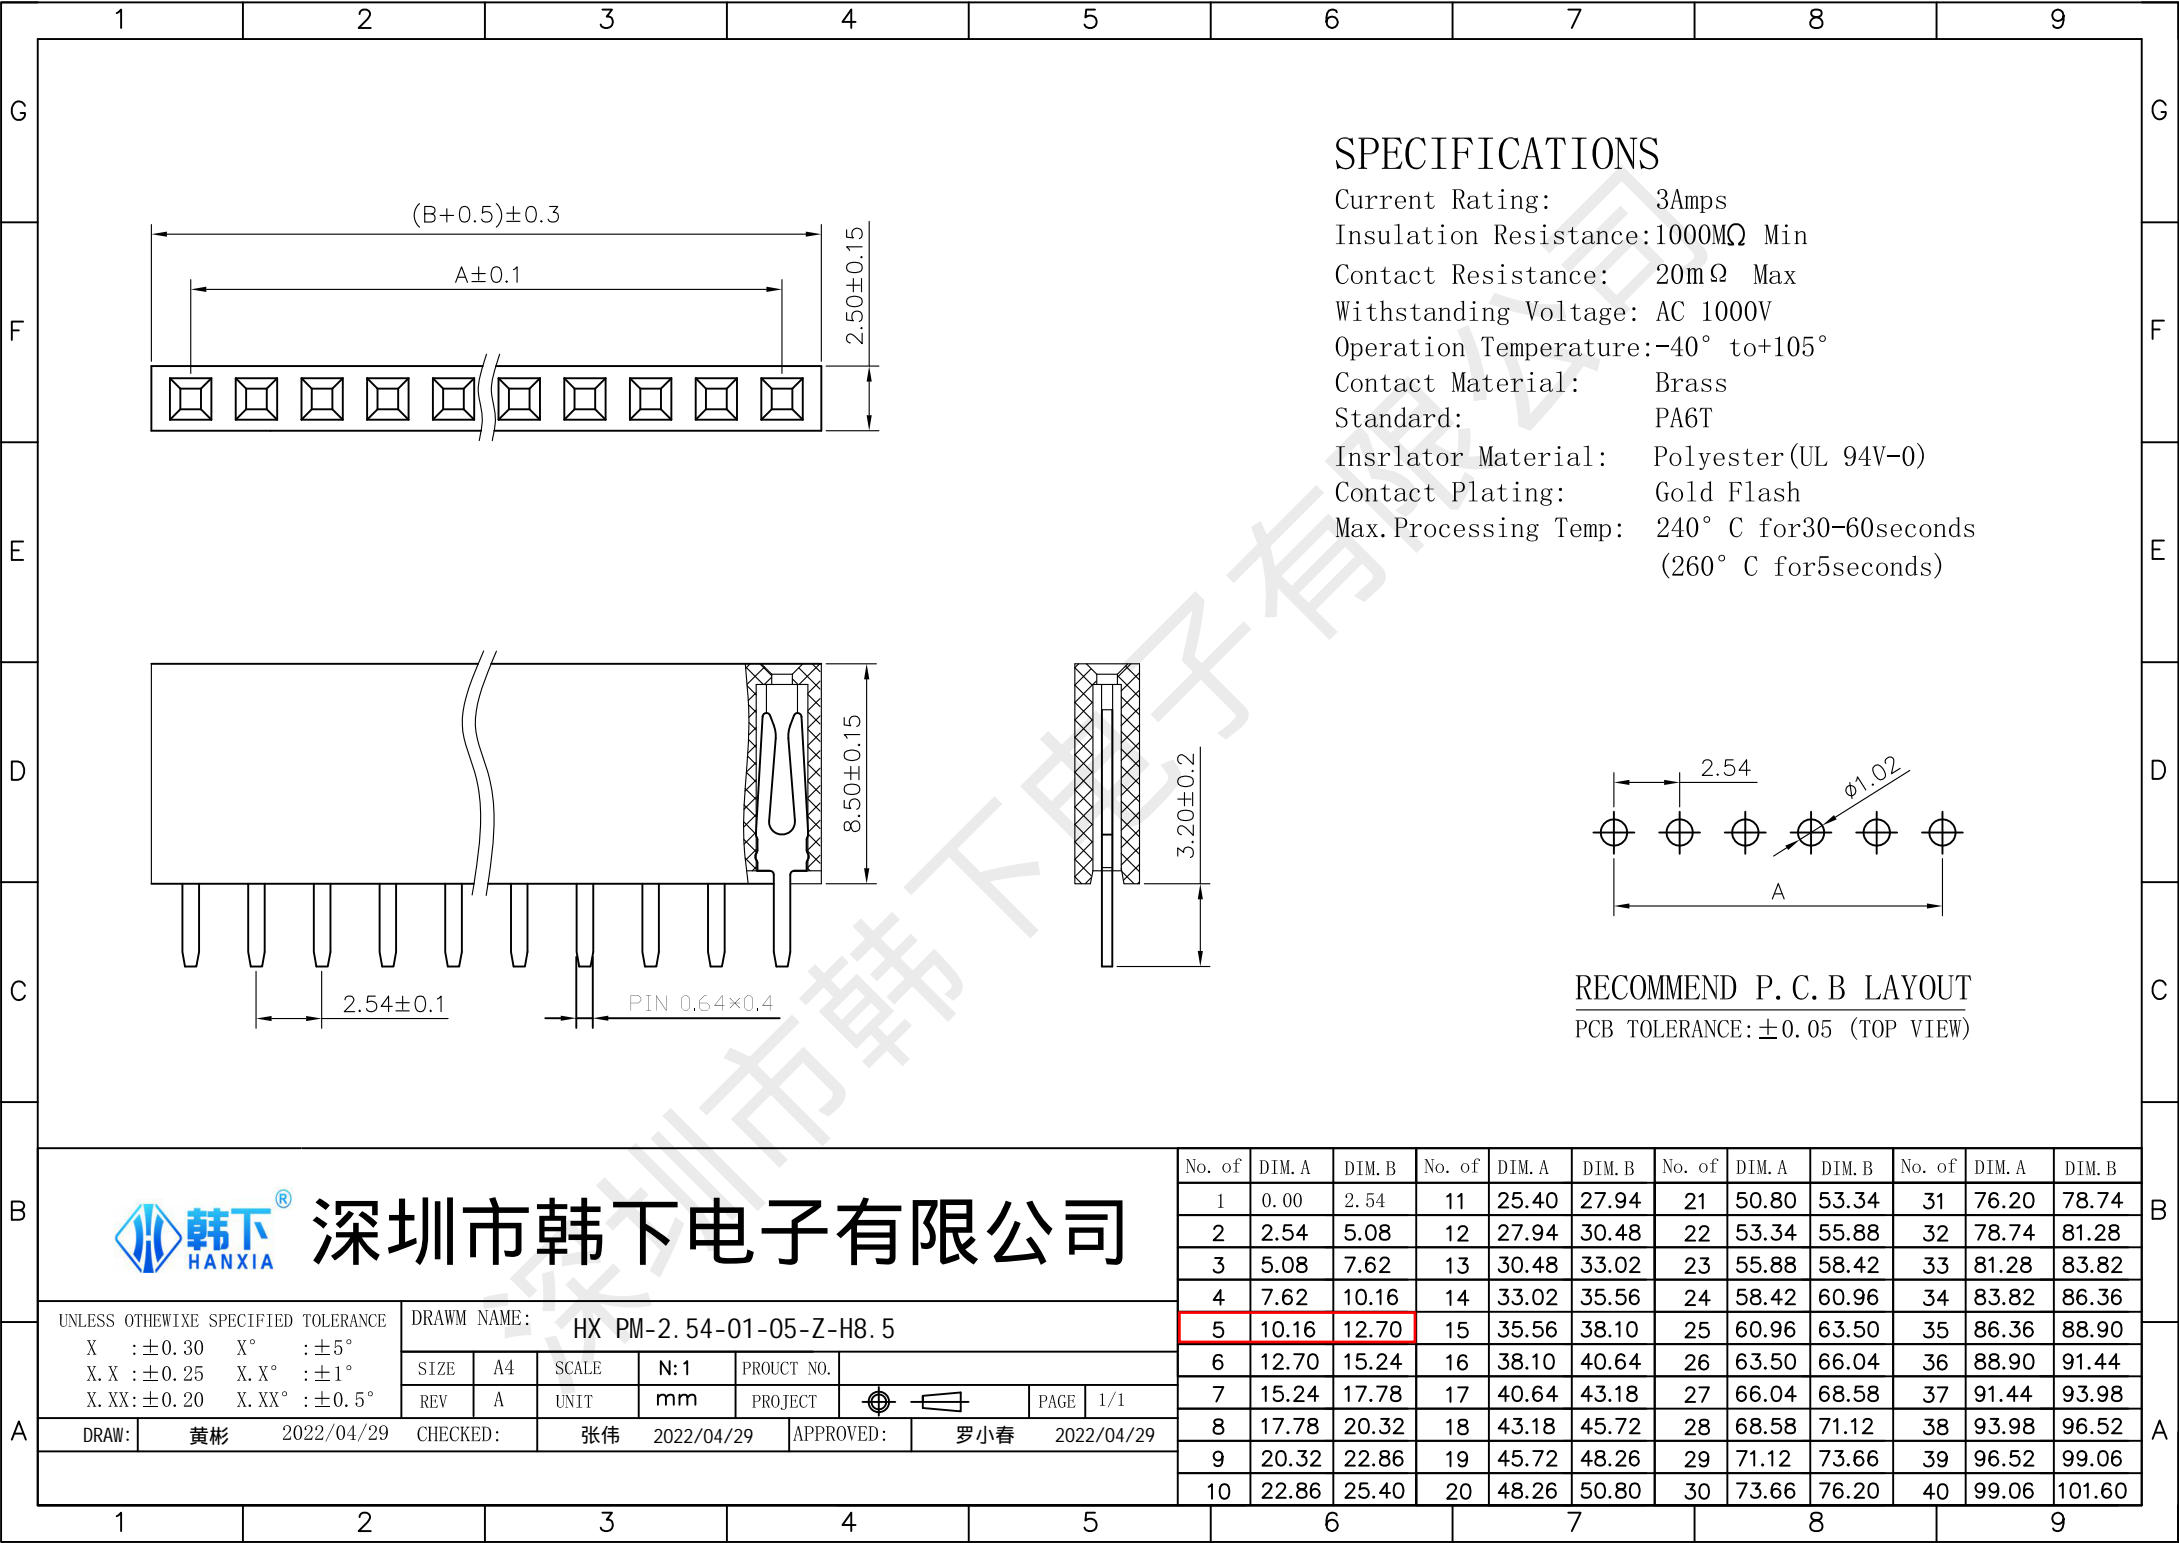 1 2 3 4 5 6 7 8 9
G G
F F
E E
D D
C C
B B
A A
(B+0.5)±0.3
A±0.1
2.50±0.15
SPECIFICATIONS
Current Rating: 3Amps
Insulation Resistance:1000MΩ Min
Contact Resistance: 20mΩ Max
Withstanding Voltage: AC 1000V
Operation Temperature:-40° to+105°
Contact Material: Brass
Standard: PA6T
Insrlator Material: Polyester(UL 94V-0)
Contact Plating: Gold Flash
Max.Processing Temp: 240° C for30-60seconds
(260° C for5seconds)
8.50±0.15
3.20±0.2
2.54±0.1
PIN 0.64×0.4
2.54
ø1.02
A
RECOMMEND P.C.B LAYOUT
PCB TOLERANCE:±0.05 (TOP VIEW)
深圳市韩下电子有限公司
韩下®
HANXIA
深圳市韩下电子有限公司
UNLESS OTHEWIXE SPECIFIED TOLERANCE
X :±0.30 X° :±5°
X.X :±0.25 X.X° :±1°
X.XX:±0.20 X.XX° :±0.5°
DRAWM NAME: HX PM-2.54-01-05-Z-H8.5
SIZE A4 SCALE N:1 PROUCT NO.
REV A UNIT mm PROJECT PAGE 1/1
DRAW: 黄彬 2022/04/29 CHECKED: 张伟 2022/04/29 APPROVED: 罗小春 2022/04/29
No. of DIM.A DIM.B No. of DIM.A DIM.B No. of DIM.A DIM.B No. of DIM.A DIM.B
1 0.00 2.54 11 25.40 27.94 21 50.80 53.34 31 76.20 78.74
2 2.54 5.08 12 27.94 30.48 22 53.34 55.88 32 78.74 81.28
3 5.08 7.62 13 30.48 33.02 23 55.88 58.42 33 81.28 83.82
4 7.62 10.16 14 33.02 35.56 24 58.42 60.96 34 83.82 86.36
5 10.16 12.70 15 35.56 38.10 25 60.96 63.50 35 86.36 88.90
6 12.70 15.24 16 38.10 40.64 26 63.50 66.04 36 88.90 91.44
7 15.24 17.78 17 40.64 43.18 27 66.04 68.58 37 91.44 93.98
8 17.78 20.32 18 43.18 45.72 28 68.58 71.12 38 93.98 96.52
9 20.32 22.86 19 45.72 48.26 29 71.12 73.66 39 96.52 99.06
10 22.86 25.40 20 48.26 50.80 30 73.66 76.20 40 99.06 101.60
1 2 3 4 5 6 7 8 9